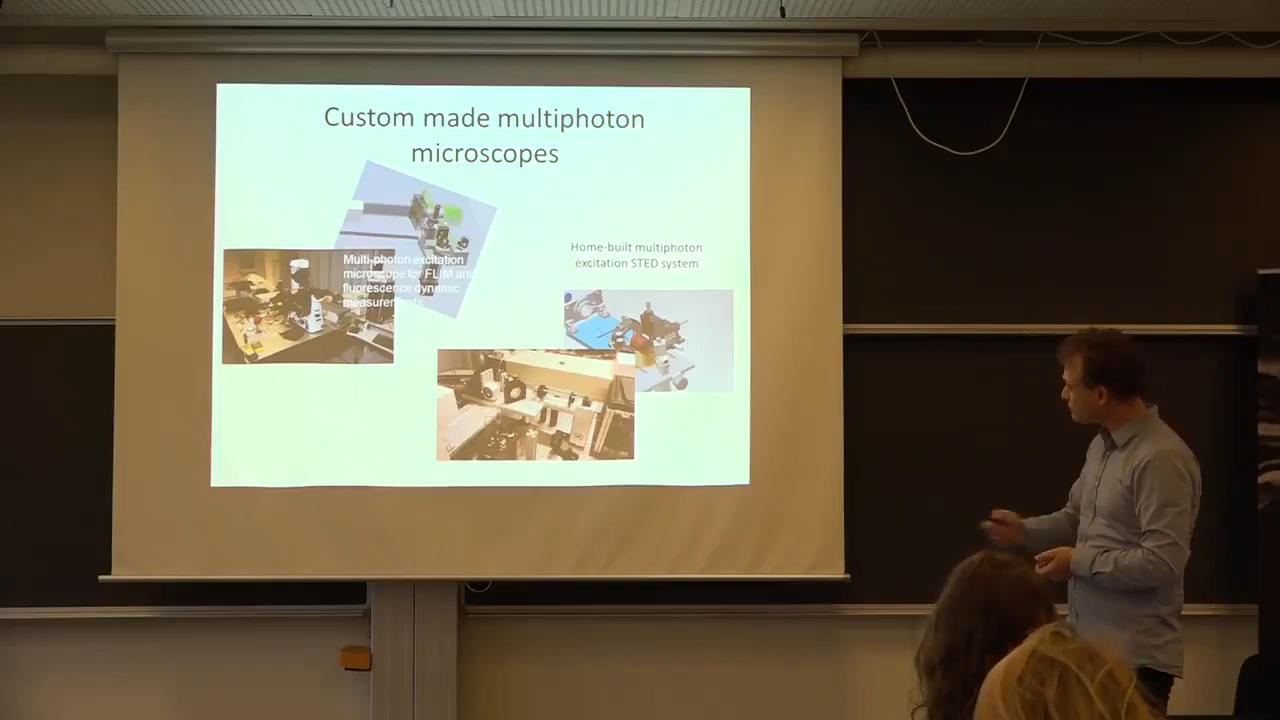 Custom made multiphoton
microscopes
Multi-photon excitation
microscope for FLIM and
fluorescence dynamic
measurements
Home-built multiphoton
excitation STED system